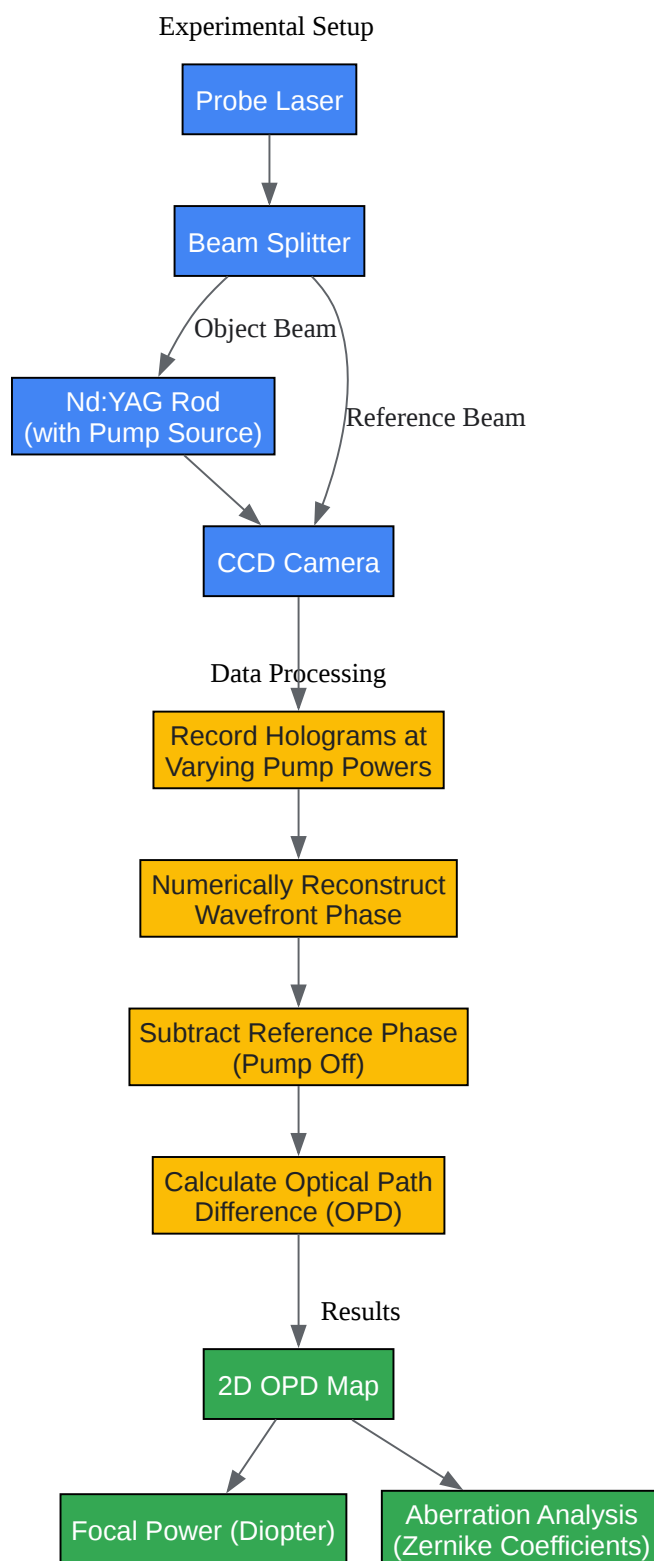 Experimental Setup
Probe Laser
Beam Splitter
Object Beam
Nd:YAG Rod
(with Pump Source)
Reference Beam
CCD Camera
Data Processing
Record Holograms at
Varying Pump Powers
Numerically Reconstruct
Wavefront Phase
Subtract Reference Phase
(Pump Off)
Calculate Optical Path
Difference (OPD)
Results
2D OPD Map
Focal Power (Diopter)
Aberration Analysis
(Zernike Coefficients)